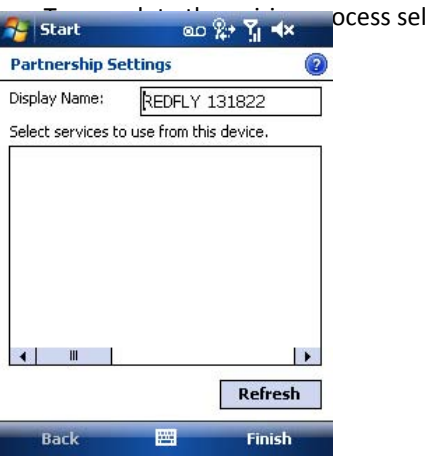 ocess sel
Start
Partnership Settings
Display Name: REDFLY 131822
Select services to use from this device.
Refresh
Back Finish